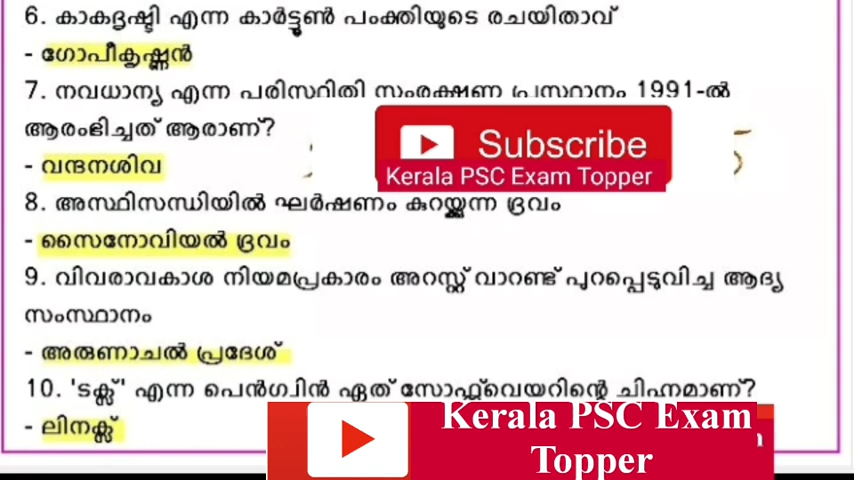 6. കാകദൃഷ്ടി എന്ന കാർട്ടൂൺ പംക്തിയുടെ രചയിതാവ്
- ഗോപീകൃഷ്ണൻ
7. നവധാന്യ എന്ന പരിസ്ഥിതി സംരക്ഷണ പ്രസ്ഥാനം 1991-ൽ
ആരംഭിച്ചത് ആരാണ്?
Subscribe
- വന്ദനശിവ
Kerala PSC Exam Topper
8. അസ്ഥിസന്ധിയിൽ ഘർഷണം കുറയ്ക്കുന്ന ദ്രവം
- സൈനോവിയൽ ദ്രവം
9. വിവരാവകാശ നിയമപ്രകാരം അറസ്റ്റ് വാറണ്ട് പുറപ്പെടുവിച്ച ആദ്യ
സംസ്ഥാനം
- അരുണാചൽ പ്രദേശ്
10. 'ടക്സ്' എന്ന പെൻഗ്വിൻ ഏത് സോഫ്റ്റ്‌വെയറിന്റെ ചിഹ്നമാണ്?
- ലിനക്സ്
Kerala PSC Exam
Topper